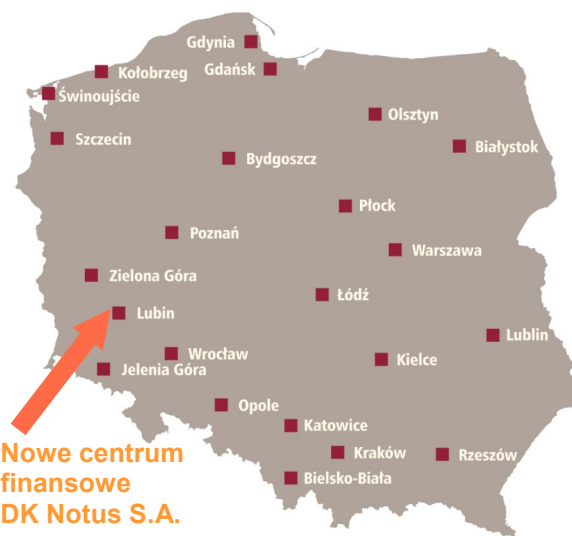 Gdynia
Kołobrzeg
Gdańsk
Świnoujście
Olsztyn
Szczecin
Białystok
Bydgoszcz
Płock
Poznań
Warszawa
Zielona Góra
Łódź
Lubin
Lublin
Wrocław
Kielce
Jelenia Góra
Opole
Katowice
Kraków
Rzeszów
Bielsko-Biała
Nowe centrum
finansowe
DK Notus S.A.